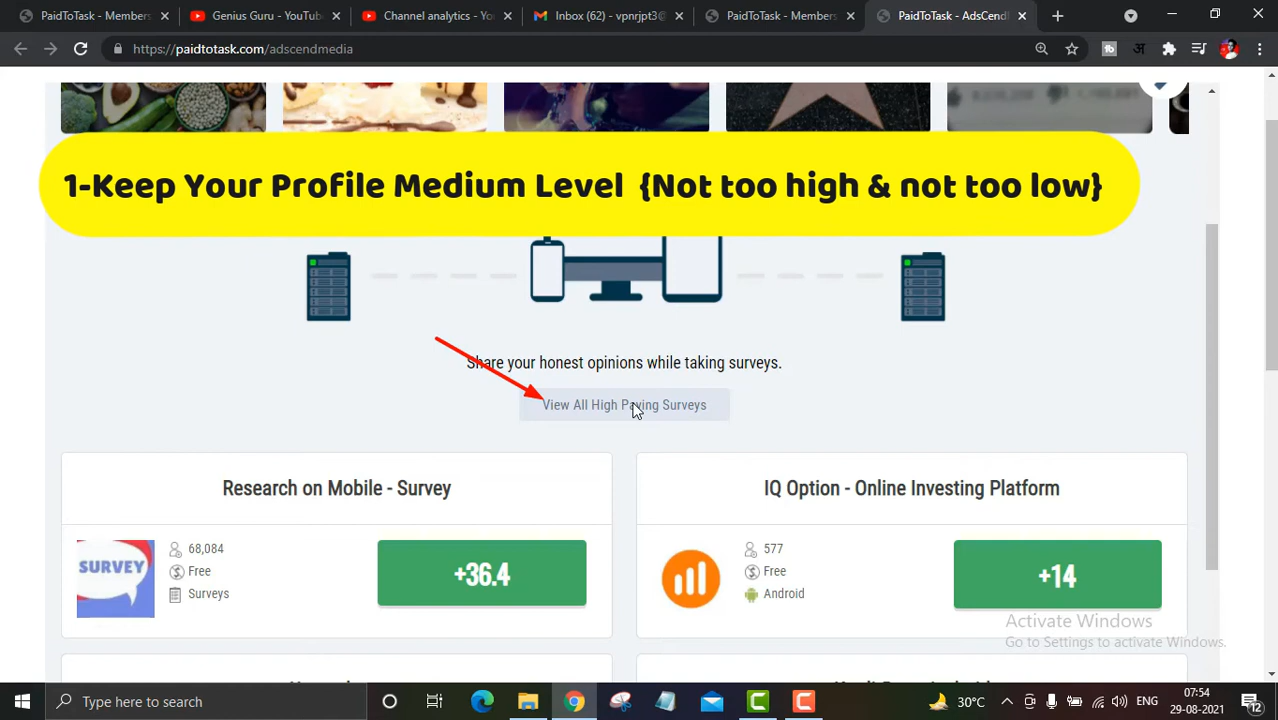 PaidToTask - Members
Genius Guru - YouTub
Channel analytics - Yo
Inbox (62) - vpnrjpt3@
PaidToTask - Members
PaidToTask - AdsCend
https://paidtotask.com/adscendmedia
1-Keep Your Profile Medium Level {Not too high & not too low}
Share your honest opinions while taking surveys.
View All High Paying Surveys
Research on Mobile - Survey
SURVEY
68,084
Free
Surveys
+36.4
IQ Option - Online Investing Platform
577
Free
Android
+14
Activate Windows
Go to Settings to activate Windows.
Type here to search
30°C
ENG
07:54
29-08-2021
12